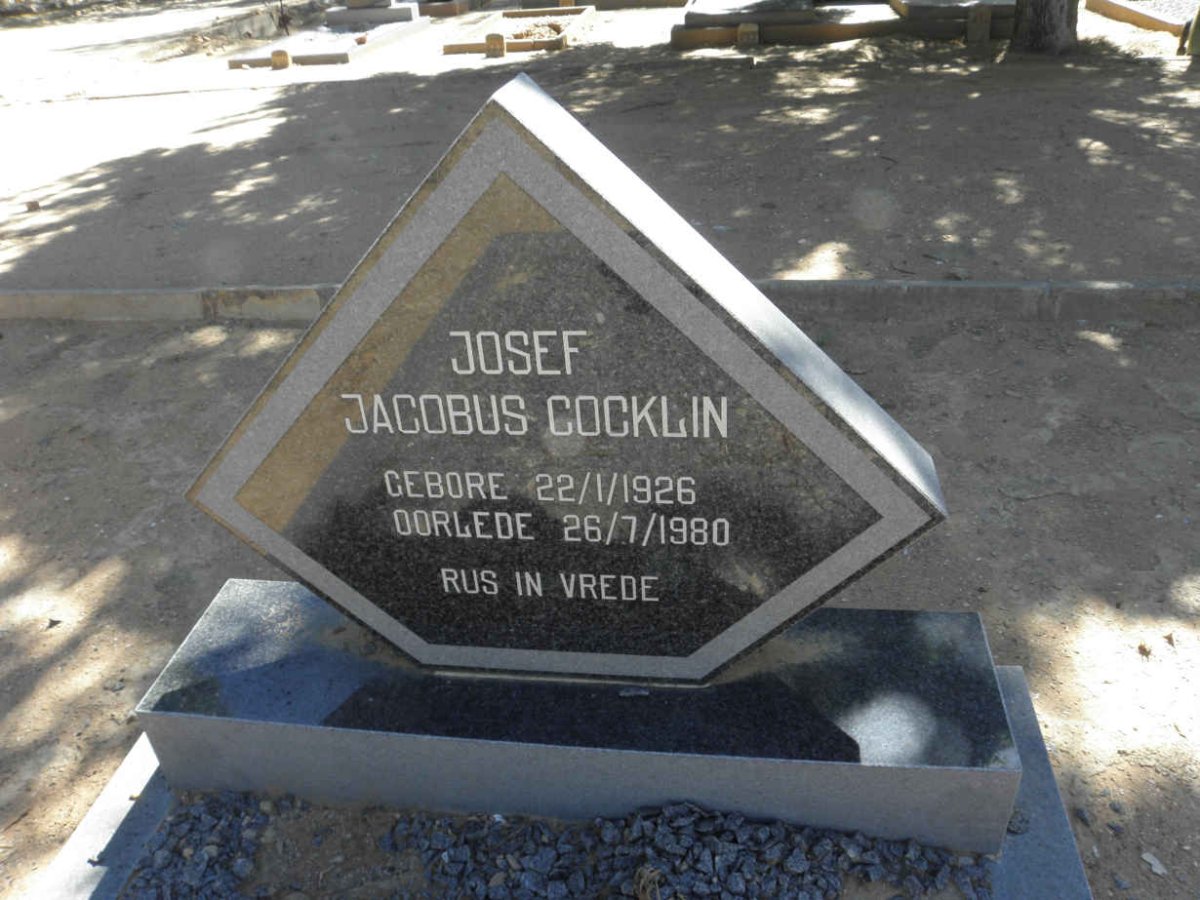 JOSEF
JACOBUS COCKLIN
GEBORE 22/1/1926
OORLEDE 26/7/1980
RUS IN VREDE